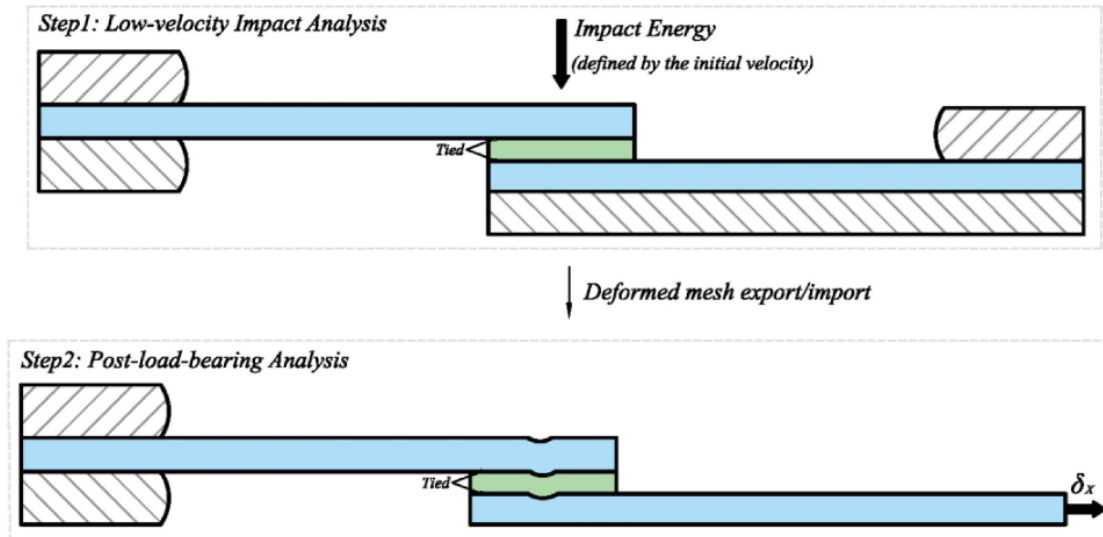 Step1: Low-velocity Impact Analysis
Impact Energy
(defined by the initial velocity)
Tied
Deformed mesh export/import
Step2: Post-load-bearing Analysis
Tied
δx